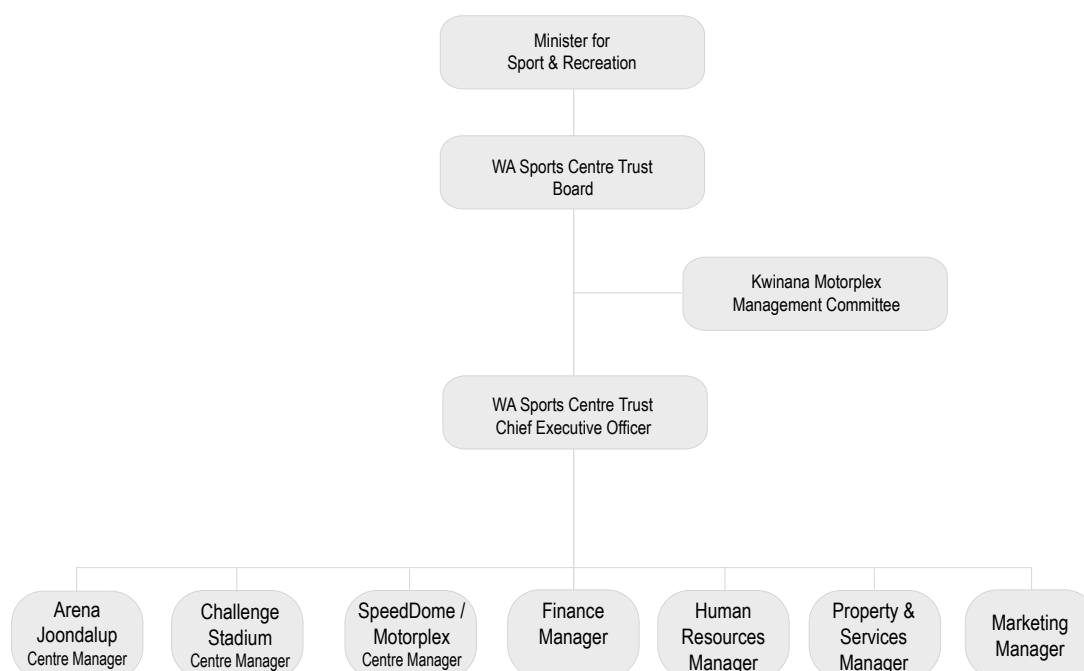 Minister for
Sport & Recreation
WA Sports Centre Trust
Board
Kwinana Motorplex
Management Committee
WA Sports Centre Trust
Chief Executive Officer
Arena
Joondalup
Centre Manager
Challenge
Stadium
Centre Manager
SpeedDome /
Motorplex
Centre Manager
Finance
Manager
Human
Resources
Manager
Property &
Services
Manager
Marketing
Manager